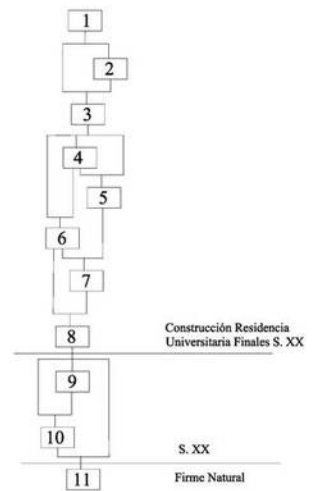 1
2
3
4
5
6
7
8
Construcción Residencia
Universitaria Finales S. XX
9
10
S. XX
11
Firme Natural